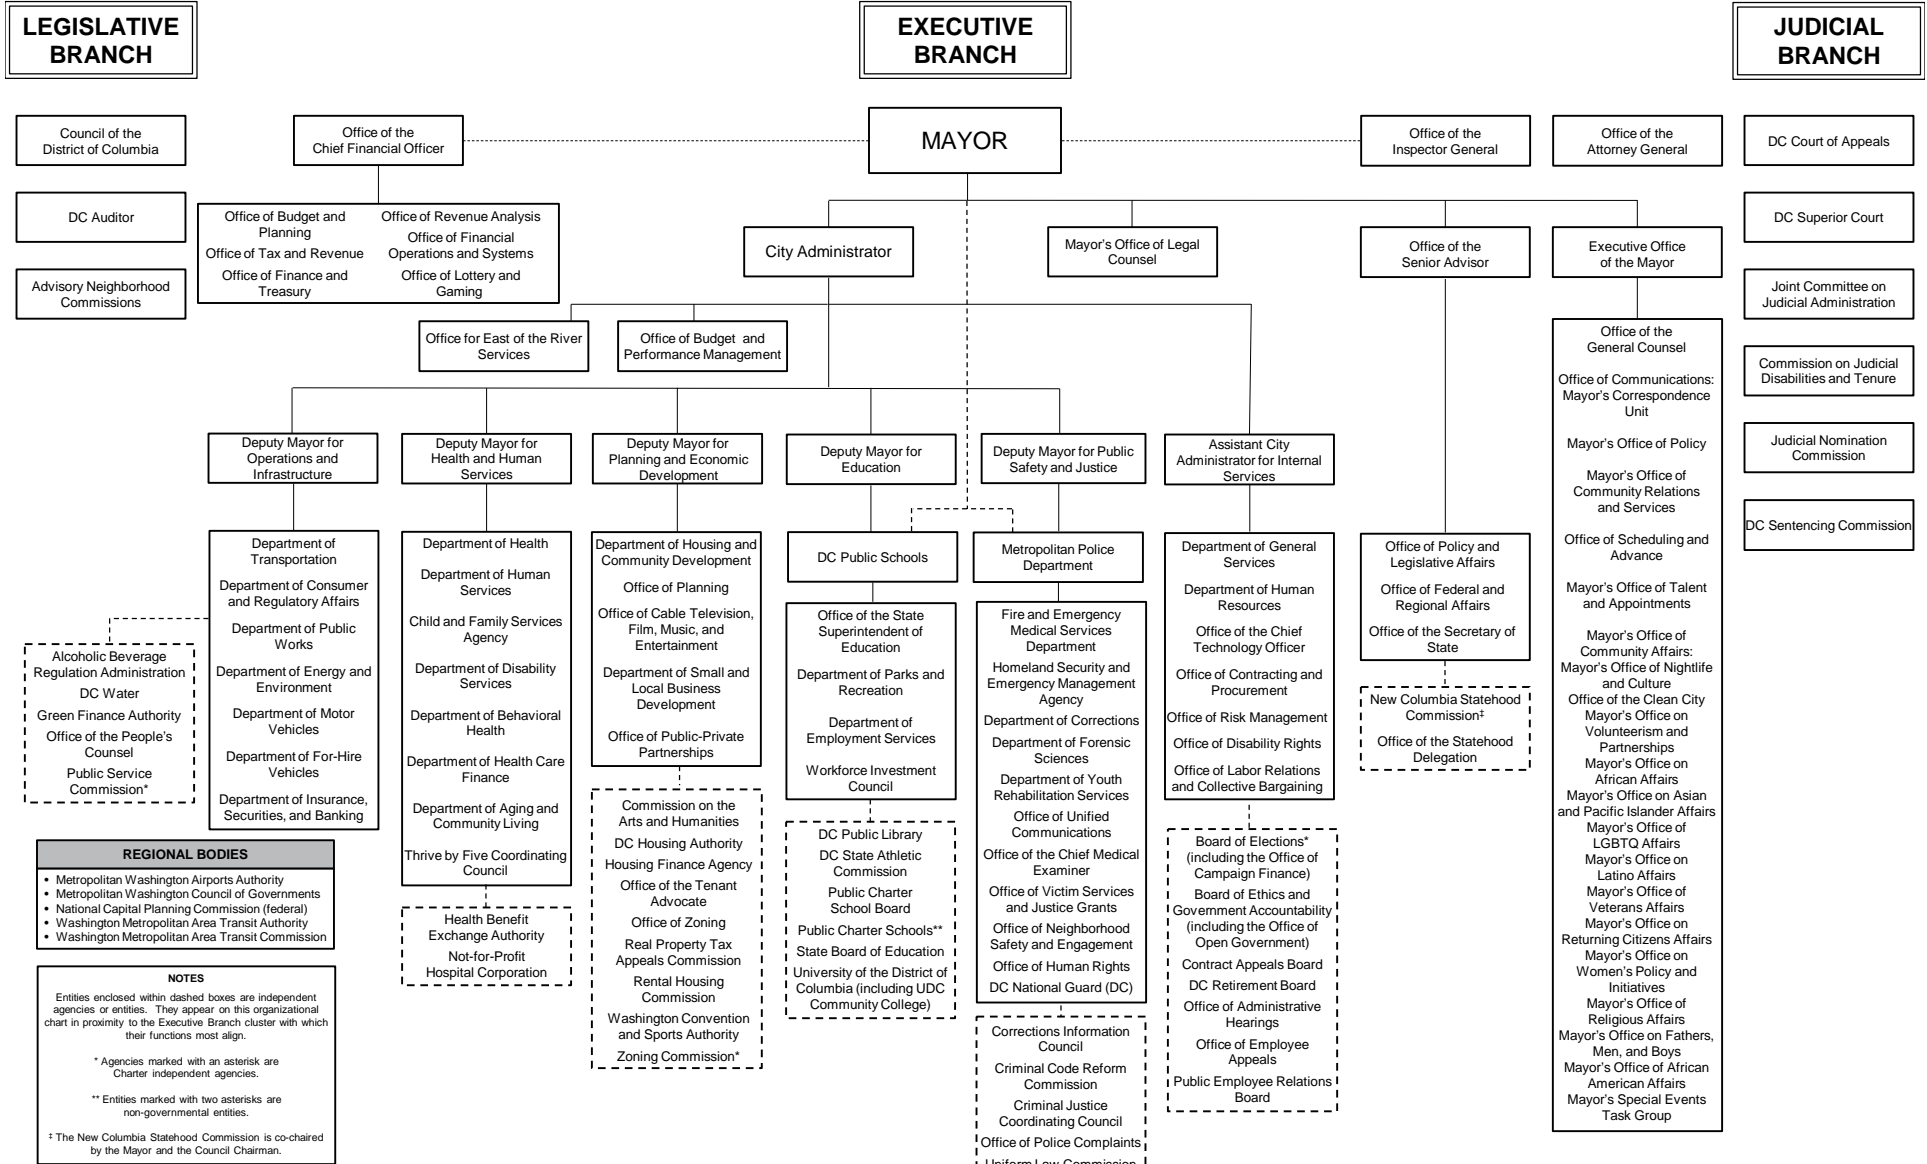 LEGISLATIVE
BRANCH
EXECUTIVE
BRANCH
JUDICIAL
BRANCH
Council of the
District of Columbia
Office of the
Chief Financial Officer
MAYOR
Office of the
Inspector General
Office of the
Attorney General
DC Court of Appeals
DC Auditor
Office of Budget and
Planning
Office of Tax and Revenue
Office of Finance and
Treasury
Office of Revenue Analysis
Office of Financial
Operations and Systems
Office of Lottery and
Gaming
City Administrator
Mayor's Office of Legal
Counsel
Office of the
Senior Advisor
Executive Office
of the Mayor
DC Superior Court
Advisory Neighborhood
Commissions
Joint Committee on
Judicial Administration
Office for East of the River
Services
Office of Budget  and
Performance Management
Commission on Judicial
Disabilities and Tenure
Judicial Nomination
Commission
DC Sentencing Commission
Deputy Mayor for
Operations and
Infrastructure
Deputy Mayor for
Health and Human
Services
Deputy Mayor for
Planning and Economic
Development
Deputy Mayor for
Education
Deputy Mayor for Public
Safety and Justice
Assistant City
Administrator for Internal
Services
Department of
Transportation
Department of Consumer
and Regulatory Affairs
Department of Public
Works
Department of Energy and
Environment
Department of Motor
Vehicles
Department of For-Hire
Vehicles
Department of Insurance,
Securities, and Banking
Alcoholic Beverage
Regulation Administration
DC Water
Green Finance Authority
Office of the People's
Counsel
Public Service
Commission*
Department of Health
Department of Human
Services
Child and Family Services
Agency
Department of Disability
Services
Department of Behavioral
Health
Department of Health Care
Finance
Department of Aging and
Community Living
Thrive by Five Coordinating
Council
Health Benefit
Exchange Authority
Not-for-Profit
Hospital Corporation
Department of Housing and
Community Development
Office of Planning
Office of Cable Television,
Film, Music, and
Entertainment
Department of Small and
Local Business
Development
Office of Public-Private
Partnerships
Commission on the
Arts and Humanities
DC Housing Authority
Housing Finance Agency
Office of the Tenant
Advocate
Office of Zoning
Real Property Tax
Appeals Commission
Rental Housing
Commission
Washington Convention
and Sports Authority
Zoning Commission*
DC Public Schools
Office of the State
Superintendent of
Education
Department of Parks and
Recreation
Department of
Employment Services
Workforce Investment
Council
DC Public Library
DC State Athletic
Commission
Public Charter
School Board
Public Charter Schools**
State Board of Education
University of the District of
Columbia (including UDC
Community College)
Metropolitan Police
Department
Fire and Emergency
Medical Services
Department
Homeland Security and
Emergency Management
Agency
Department of Corrections
Department of Forensic
Sciences
Department of Youth
Rehabilitation Services
Office of Unified
Communications
Office of the Chief Medical
Examiner
Office of Victim Services
and Justice Grants
Office of Neighborhood
Safety and Engagement
Office of Human Rights
DC National Guard (DC)
Corrections Information
Council
Criminal Code Reform
Commission
Criminal Justice
Coordinating Council
Office of Police Complaints
Uniform Law Commission
Department of General
Services
Department of Human
Resources
Office of the Chief
Technology Officer
Office of Contracting and
Procurement
Office of Risk Management
Office of Disability Rights
Office of Labor Relations
and Collective Bargaining
Board of Elections*
(including the Office of
Campaign Finance)
Board of Ethics and
Government Accountability
(including the Office of
Open Government)
Contract Appeals Board
DC Retirement Board
Office of Administrative
Hearings
Office of Employee
Appeals
Public Employee Relations
Board
Office of Policy and
Legislative Affairs
Office of Federal and
Regional Affairs
Office of the Secretary of
State
New Columbia Statehood
Commission‡
Office of the Statehood
Delegation
Office of the
General Counsel
Office of Communications:
Mayor's Correspondence
Unit
Mayor's Office of Policy
Mayor's Office of
Community Relations
and Services
Office of Scheduling and
Advance
Mayor's Office of Talent
and Appointments
Mayor's Office of
Community Affairs:
Mayor's Office of Nightlife
and Culture
Office of the Clean City
Mayor's Office on
Volunteerism and
Partnerships
Mayor's Office on
African Affairs
Mayor's Office on Asian
and Pacific Islander Affairs
Mayor's Office of
LGBTQ Affairs
Mayor's Office on
Latino Affairs
Mayor's Office of
Veterans Affairs
Mayor's Office on
Returning Citizens Affairs
Mayor's Office on
Women's Policy and
Initiatives
Mayor's Office of
Religious Affairs
Mayor's Office on Fathers,
Men, and Boys
Mayor's Office of African
American Affairs
Mayor's Special Events
Task Group
REGIONAL BODIES
• Metropolitan Washington Airports Authority
• Metropolitan Washington Council of Governments
• National Capital Planning Commission (federal)
• Washington Metropolitan Area Transit Authority
• Washington Metropolitan Area Transit Commission
NOTES
Entities enclosed within dashed boxes are independent
agencies or entities.  They appear on this organizational
chart in proximity to the Executive Branch cluster with which
their functions most align.
* Agencies marked with an asterisk are
Charter independent agencies.
** Entities marked with two asterisks are
non-governmental entities.
‡ The New Columbia Statehood Commission is co-chaired
by the Mayor and the Council Chairman.